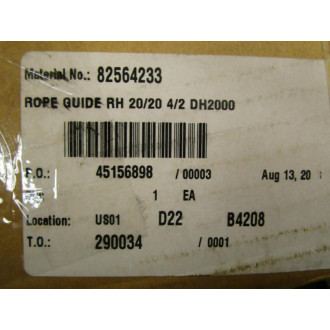 Material No.: 82564233
ROPE GUIDE RH 20/20 4/2 DH2000
P.O.: 45156898 / 00003 Aug 13, 20
1 EA
Location: US01 D22 B4208
T.O.: 290034 / 0001